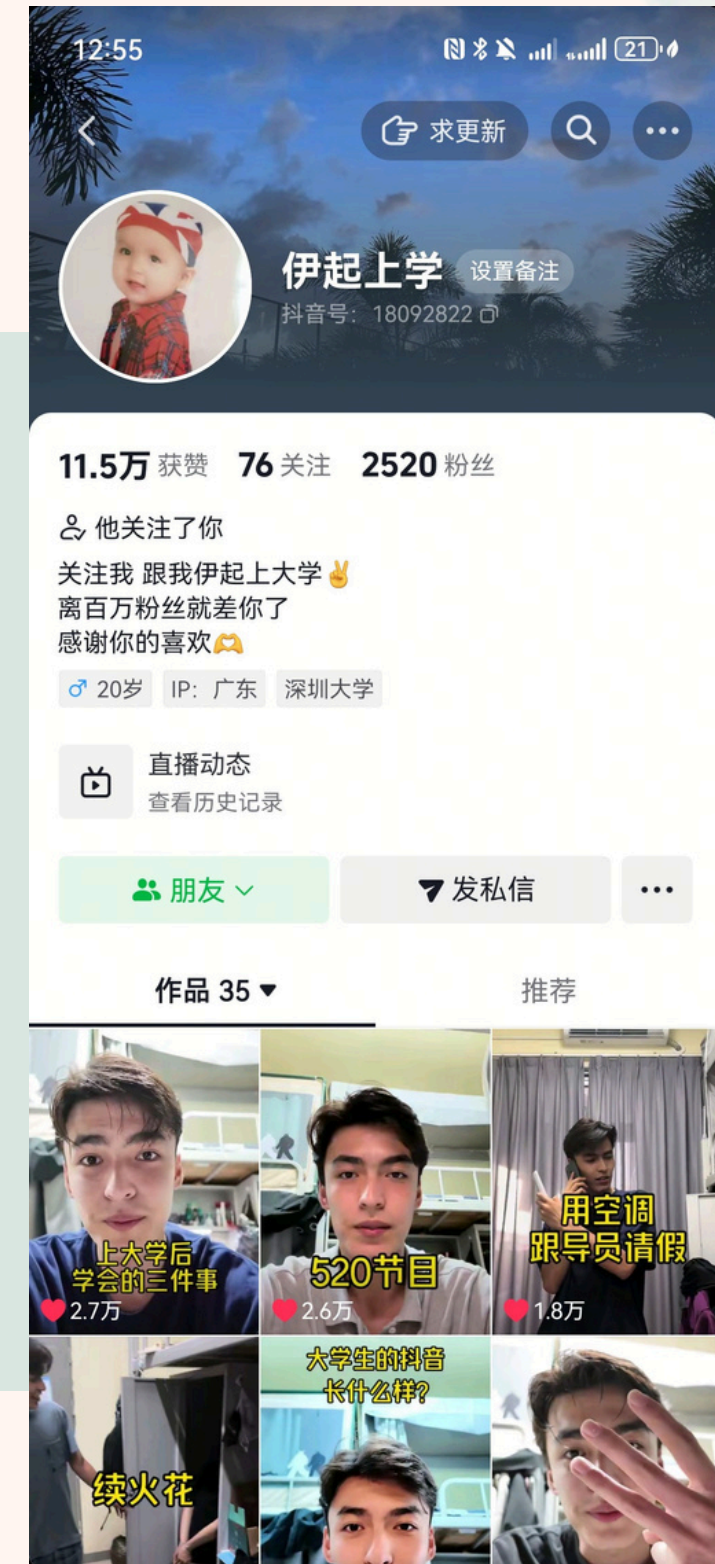 12:55
21
求更新
伊起上学 设置备注
抖音号：18092822
11.5万 获赞 76 关注 2520 粉丝
他关注了你
关注我 跟我伊起上大学✌️
离百万粉丝就差你了
感谢你的喜欢🫶
♂ 20岁 IP：广东 深圳大学
直播动态
查看历史记录
朋友 发私信
作品 35 推荐
上大学后
学会的三件事
2.7万
520节目
2.6万
用空调
跟导员请假
1.8万
续火花
大学生的抖音
长什么样?